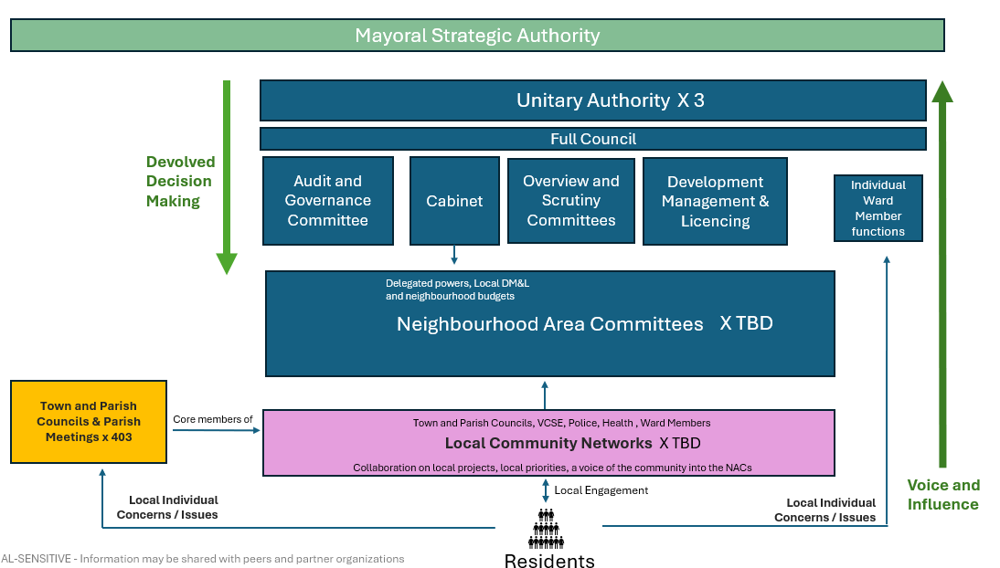 Mayoral Strategic Authority
Unitary Authority X 3
Full Council
Devolved
Decision
Making
Audit and
Governance
Committee
Cabinet
Overview and
Scrutiny
Committees
Development
Management &
Licencing
Individual
Ward
Member
functions
Delegated powers, Local DM&L
and neighbourhood budgets
Neighbourhood Area Committees X TBD
Town and Parish
Councils & Parish
Meetings x 403
Core members of
Town and Parish Councils, VCSE, Police, Health , Ward Members
Local Community Networks X TBD
Collaboration on local projects, local priorities, a voice of the community into the NACs
Voice and
Influence
Local Engagement
Local Individual
Concerns / Issues
Local Individual
Concerns / Issues
Residents
AL-SENSITIVE - Information may be shared with peers and partner organizations